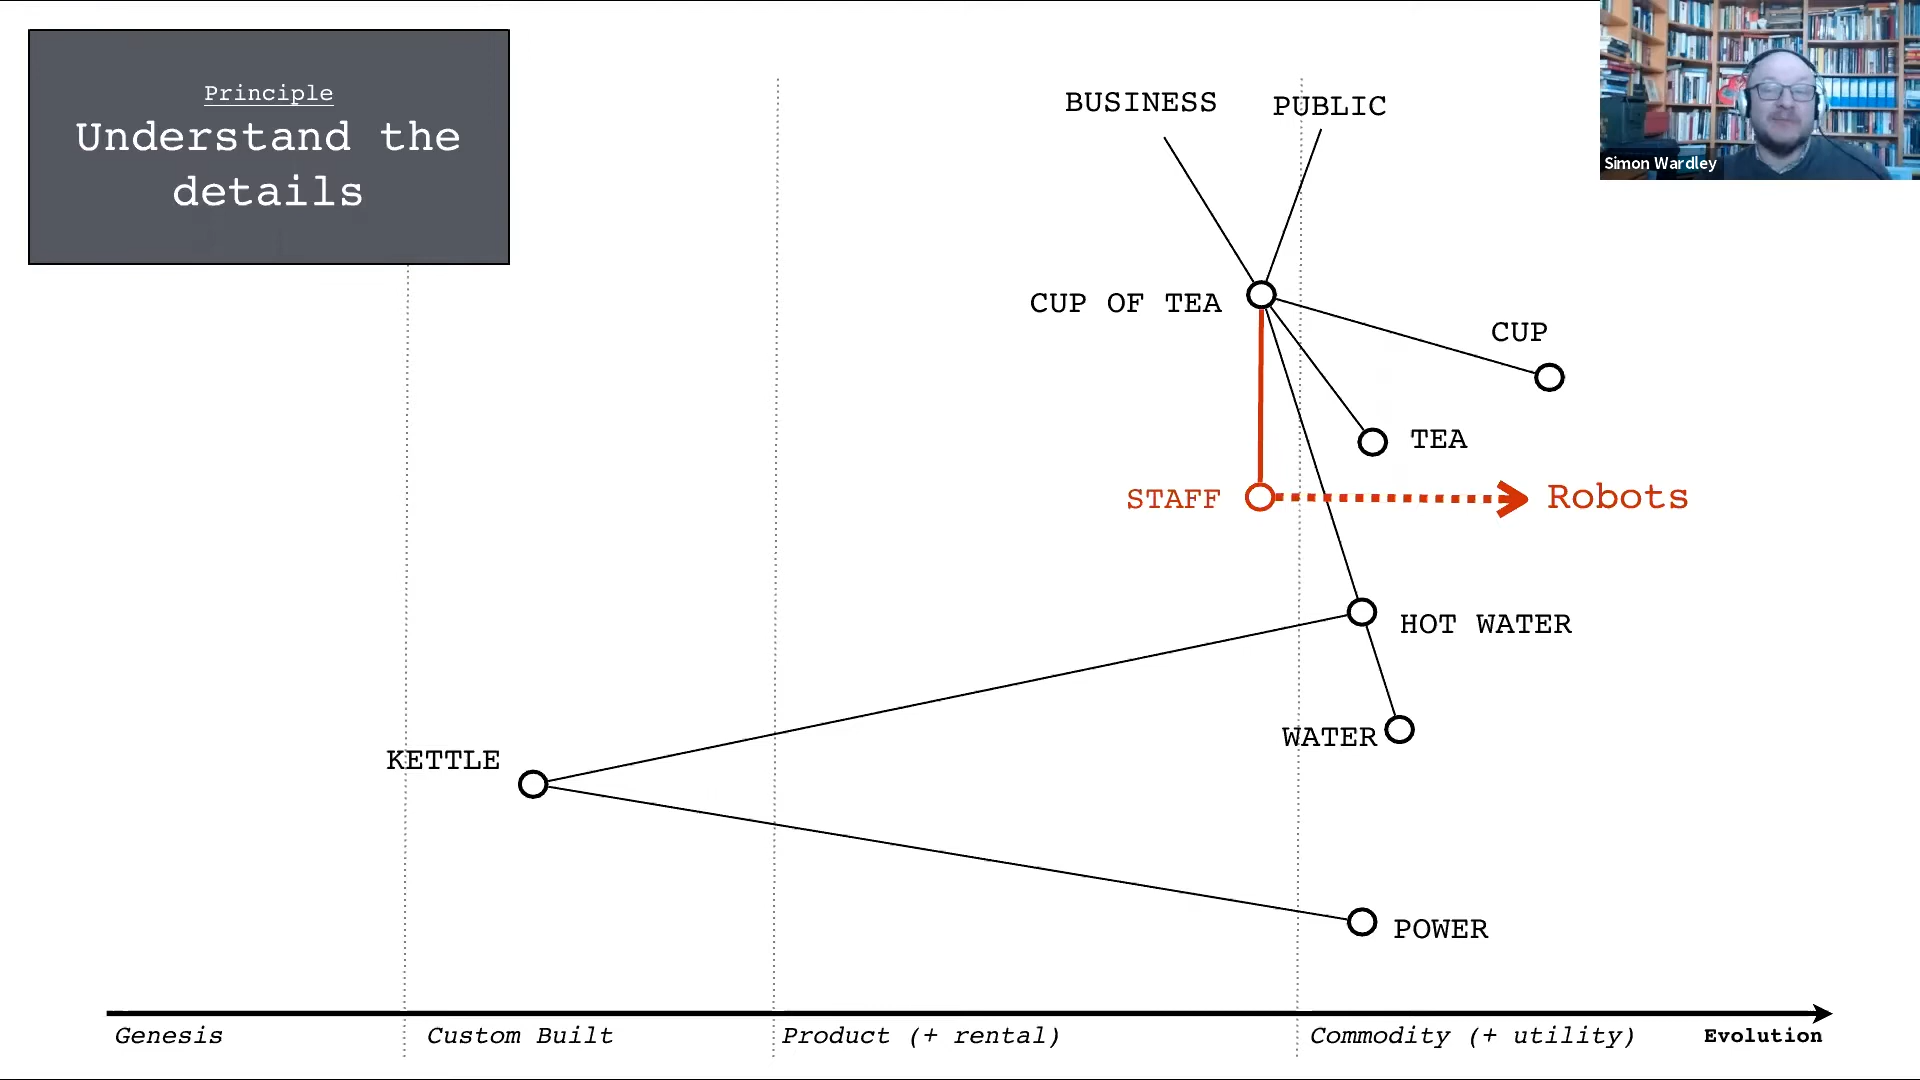 Principle
Understand the
details
BUSINESS
PUBLIC
Simon Wardley
CUP OF TEA
CUP
TEA
STAFF
Robots
HOT WATER
WATER
KETTLE
POWER
Genesis
Custom Built
Product (+ rental)
Commodity (+ utility)
Evolution